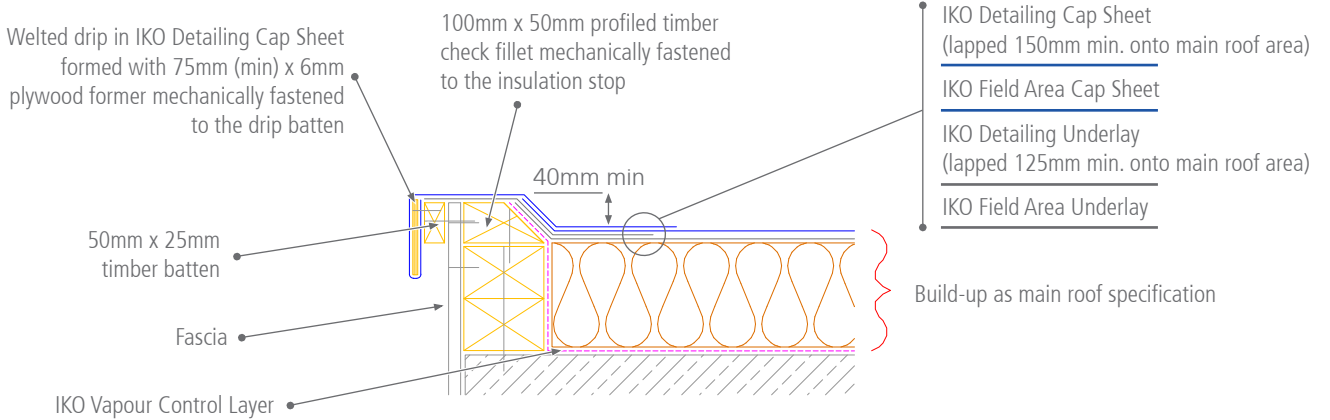 Welted drip in IKO Detailing Cap Sheet
formed with 75mm (min) x 6mm
plywood former mechanically fastened
to the drip batten
100mm x 50mm profiled timber
check fillet mechanically fastened
to the insulation stop
IKO Detailing Cap Sheet
(lapped 150mm min. onto main roof area)
IKO Field Area Cap Sheet
IKO Detailing Underlay
(lapped 125mm min. onto main roof area)
IKO Field Area Underlay
40mm min
50mm x 25mm
timber batten
Build-up as main roof specification
Fascia
IKO Vapour Control Layer